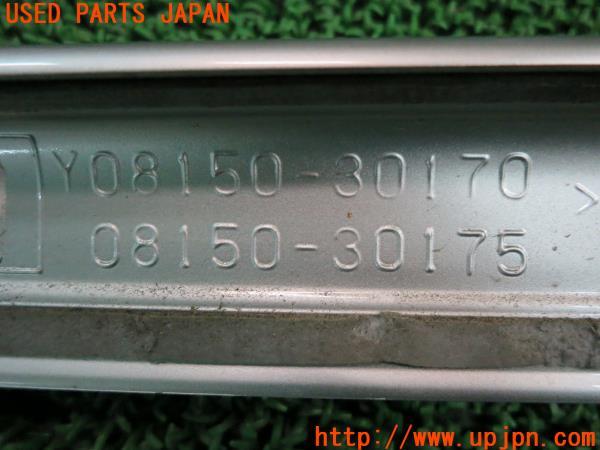 USED PARTS JAPAN
Y08150-30170
08150-30175
>
http://www.upjpn.com